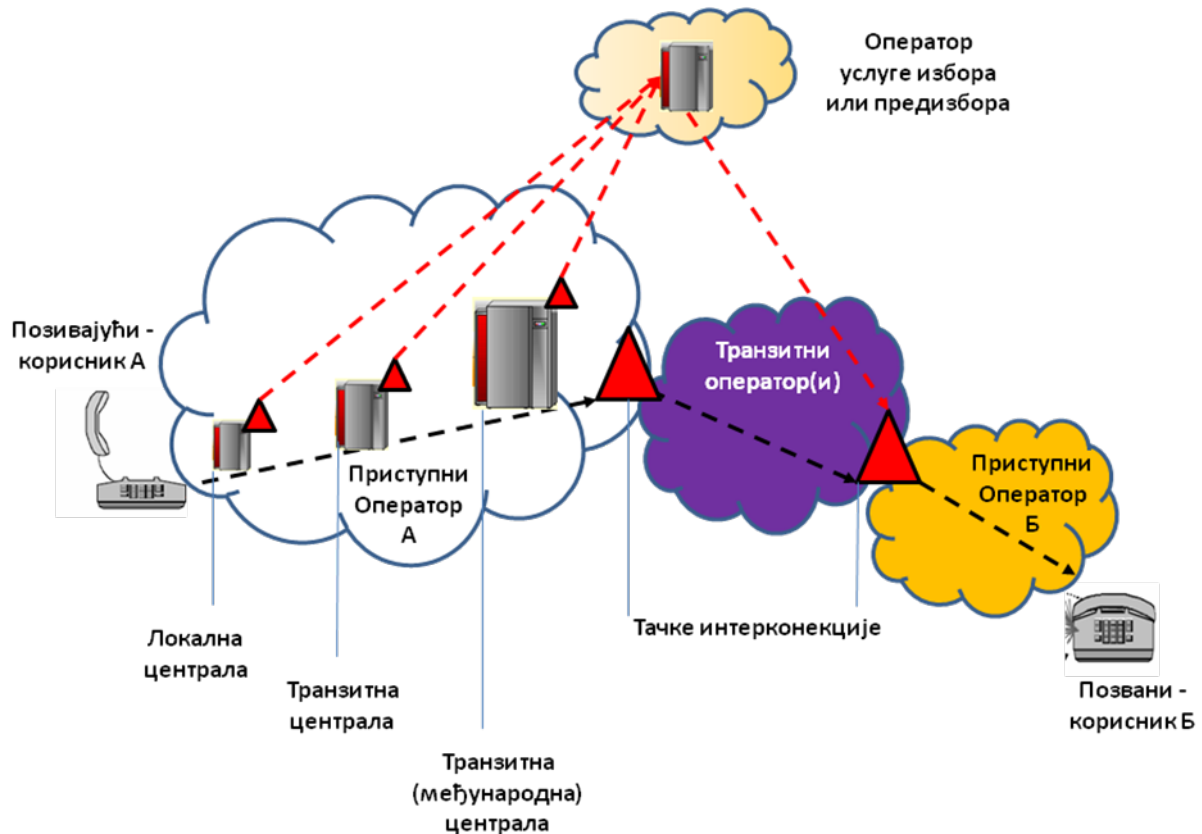 Оператор
услуге избора
или предизбора
Позивајући -
корисник А
Транзитни
оператор(и)
Приступни
Оператор
А
Приступни
Оператор
Б
Тачке интерконекције
Локална
централа
Транзитна
централа
Позвани -
корисник Б
Транзитна
(међународна)
централа